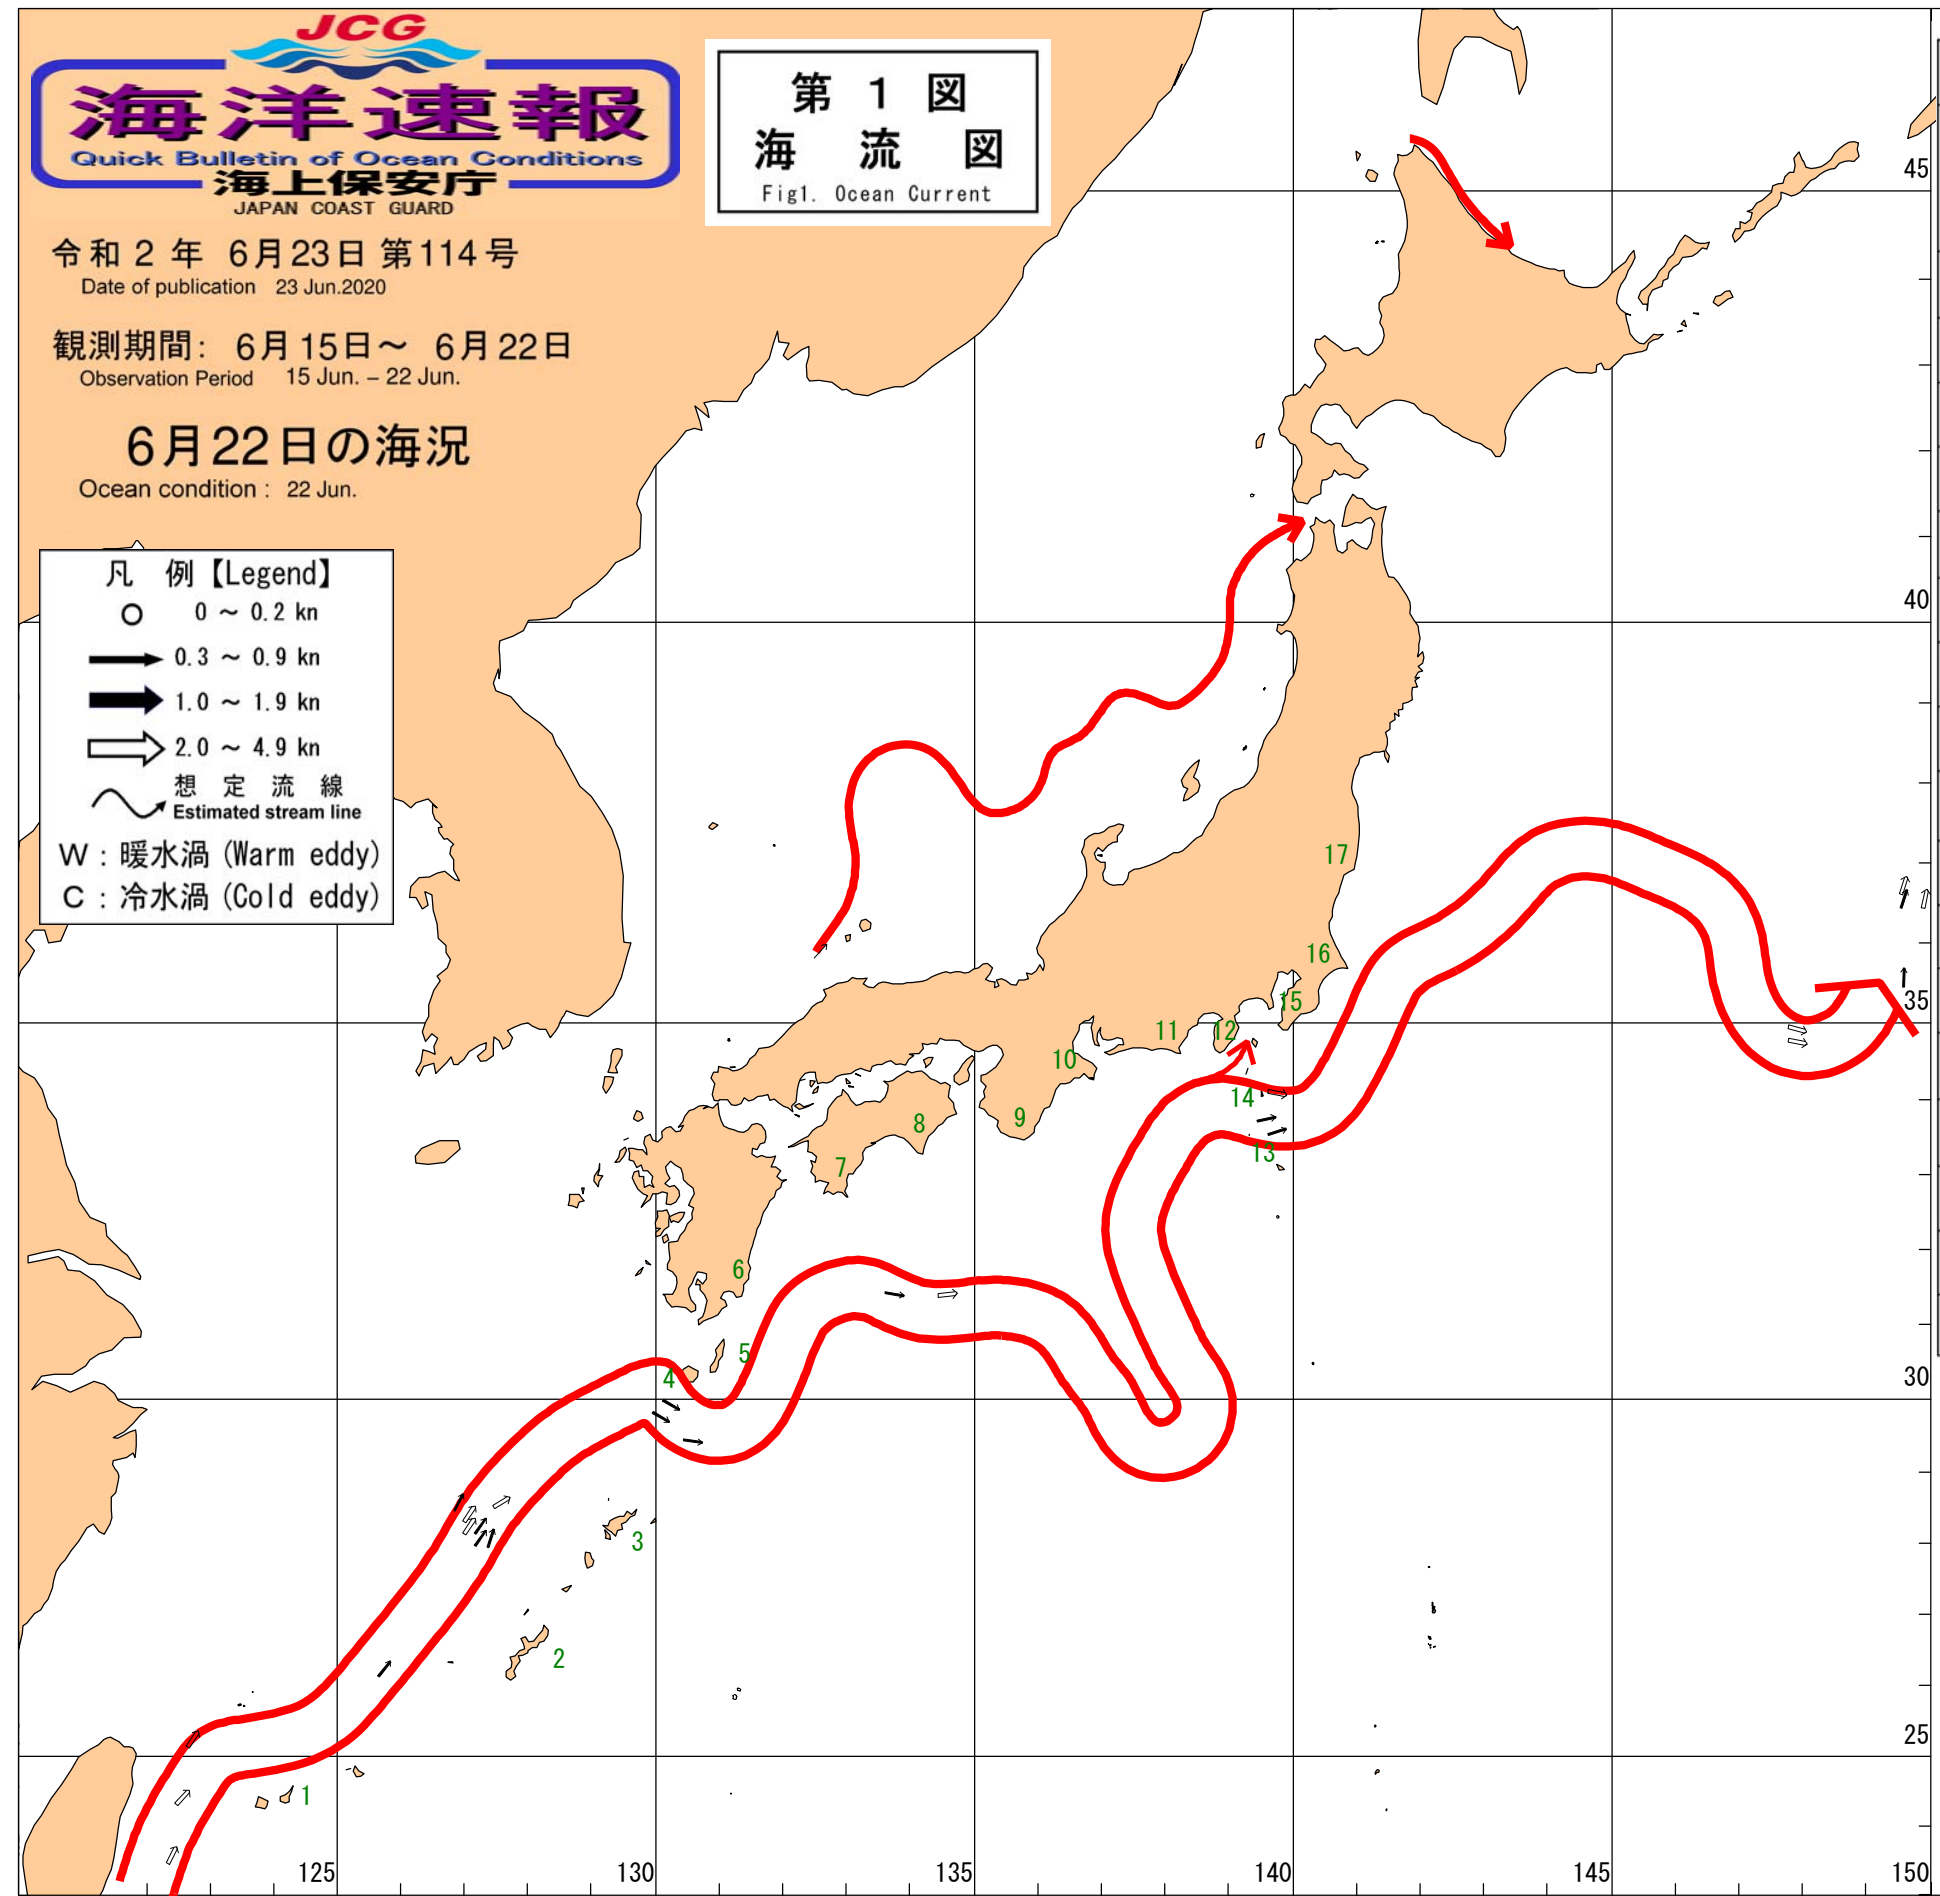 JCG
海洋速報
Quick Bulletin of Ocean Conditions
海上保安庁
JAPAN COAST GUARD
第 1 図
海 流 図
Fig1. Ocean Current
令和 2 年 6月23日 第114号
Date of publication 23 Jun.2020
観測期間: 6月15日~ 6月22日
Observation Period 15 Jun. – 22 Jun.
6月22日の海況
Ocean condition : 22 Jun.
凡 例【Legend】
0 ~ 0.2 kn
0.3 ~ 0.9 kn
1.0 ~ 1.9 kn
2.0 ~ 4.9 kn
想 定 流 線
Estimated stream line
W : 暖水渦 (Warm eddy)
C : 冷水渦 (Cold eddy)
45
40
17
16
35
15
12
11
10
14
9
8
13
7
6
5
4
30
3
2
25
1
125
130
135
140
145
150